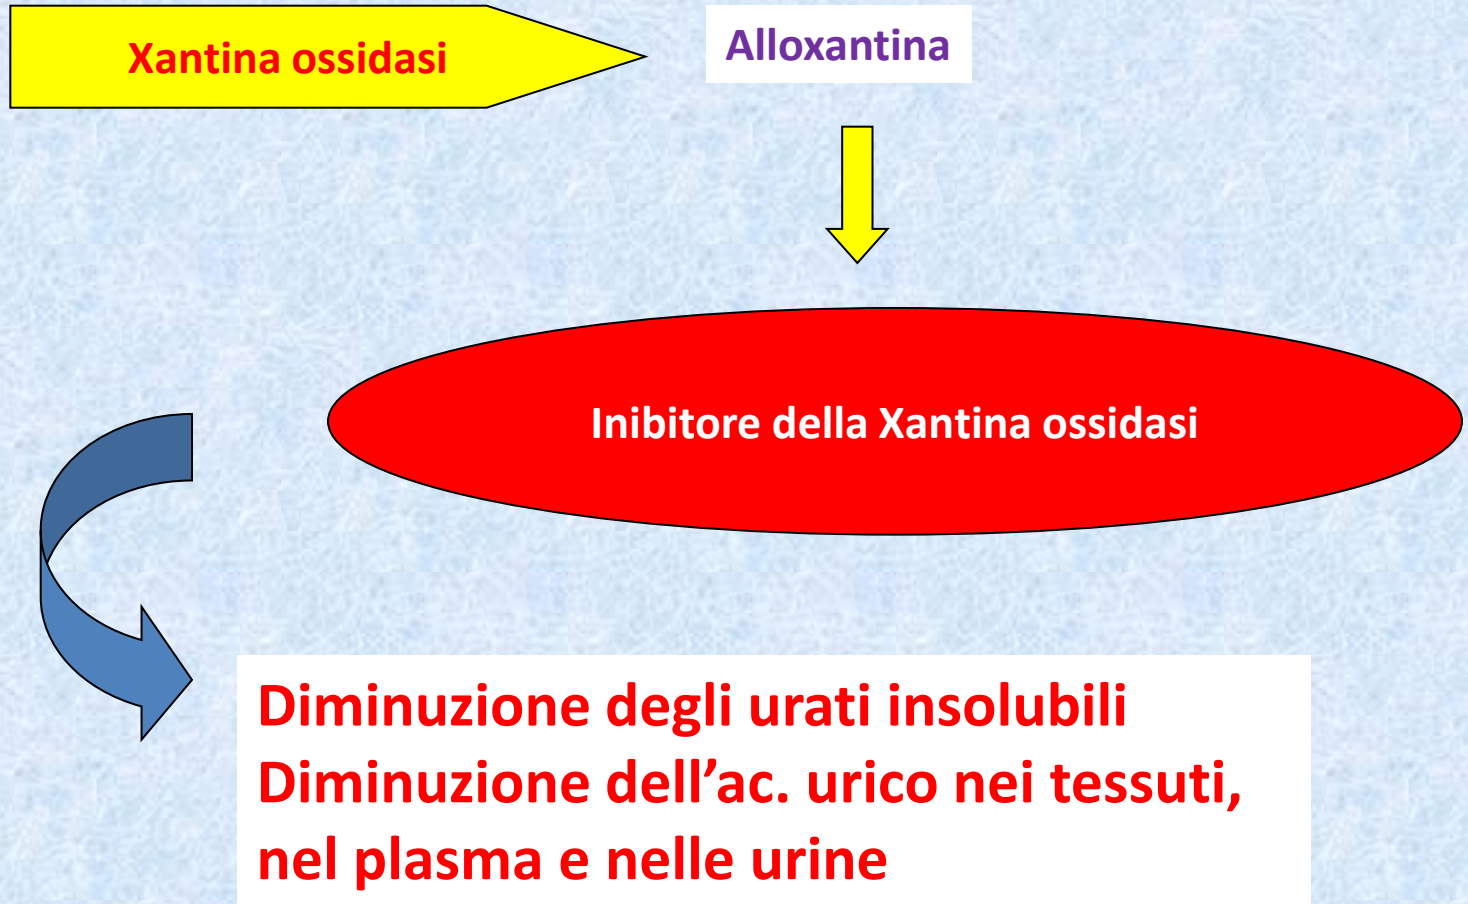 Xantina ossidasi
Alloxantina
Inibitore della Xantina ossidasi
Diminuzione degli urati insolubili
Diminuzione dell’ac. urico nei tessuti,
nel plasma e nelle urine